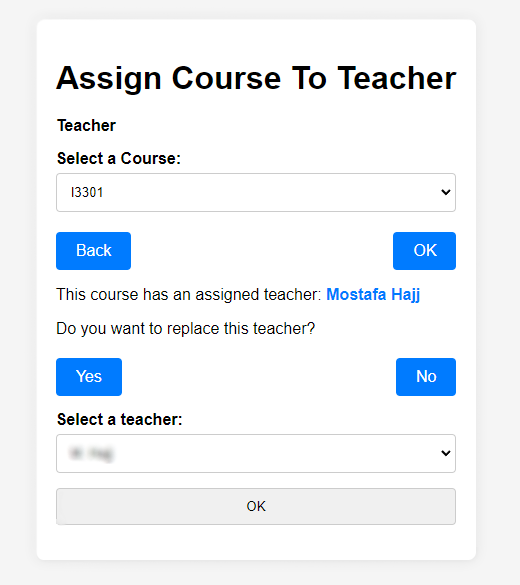 Assign Course To Teacher
Teacher
Select a Course:
I3301
Back OK
This course has an assigned teacher: Mostafa Hajj
Do you want to replace this teacher?
Yes No
Select a teacher:
OK